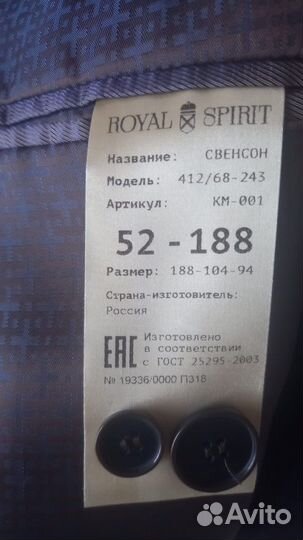 ROYAL SPIRIT
Название: СВЕНСОН
Модель: 412/68-243
Артикул: КМ-001
52-188
Размер: 188-104-94
Страна-изготовитель:
Россия
EAC Изготовлено
в соответствии
с ГОСТ 25295-2003
№ 19336/0000 П318
Avito